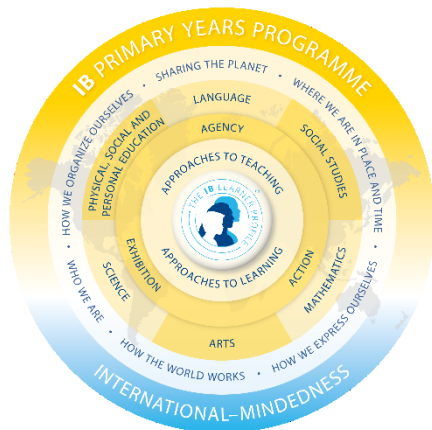 IB PRIMARY YEARS PROGRAMME
SHARING THE PLANET
•
WHERE WE ARE IN PLACE AND TIME
•
HOW WE EXPRESS OURSELVES
•
HOW THE WORLD WORKS
•
WHO WE ARE
•
HOW WE ORGANIZE OURSELVES
•
LANGUAGE
SOCIAL STUDIES
MATHEMATICS
ARTS
SCIENCE
PHYSICAL, SOCIAL AND
PERSONAL EDUCATION
AGENCY
ACTION
EXHIBITION
APPROACHES TO TEACHING
APPROACHES TO LEARNING
THE IB LEARNER PROFILE
INTERNATIONAL–MINDEDNESS